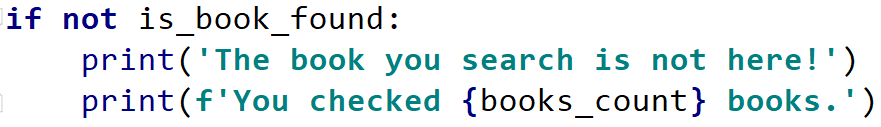 if not is_book_found:
    print('The book you search is not here!')
    print(f'You checked {books_count} books.')